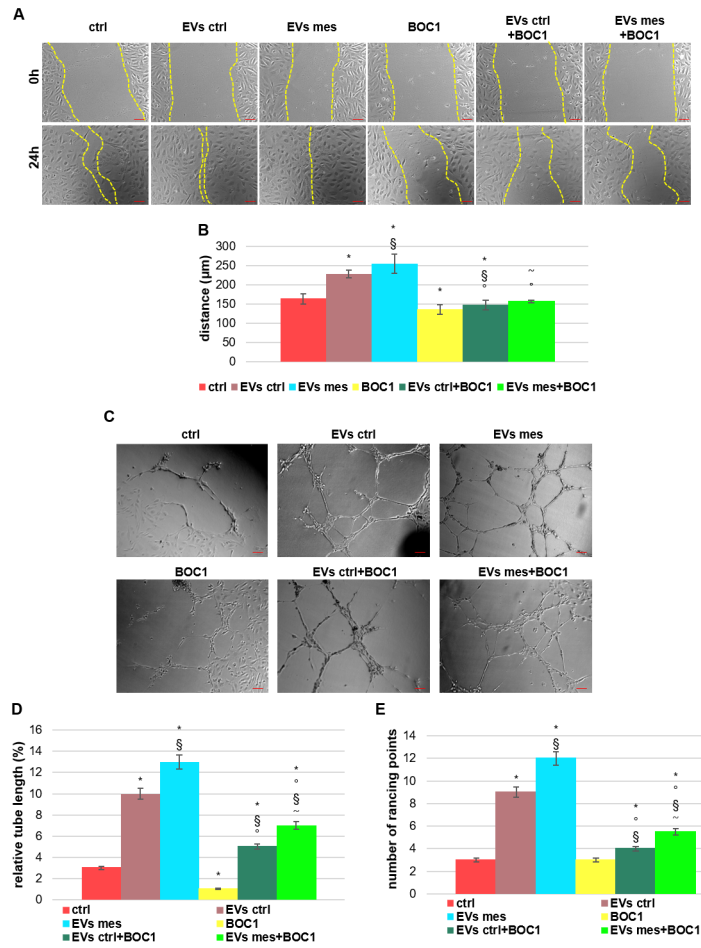 A
ctrl EVs ctrl EVs mes BOC1 EVs ctrl +BOC1 EVs mes +BOC1
0h
24h
B
distance (µm)
300
250
200
150
100
50
0
* * § * * § ° ~ °
ctrl EVs ctrl EVs mes BOC1 EVs ctrl+BOC1 EVs mes+BOC1
C
ctrl EVs ctrl EVs mes
BOC1 EVs ctrl+BOC1 EVs mes+BOC1
D
relative tube length (%)
16
14
12
10
8
6
4
2
0
* * § * * § ° * ° § ~
ctrl EVs ctrl
EVs mes BOC1
EVs ctrl+BOC1 EVs mes+BOC1
E
number of rancing points
14
12
10
8
6
4
2
0
* * § * ° § * ° § ~
ctrl EVs ctrl
EVs mes BOC1
EVs ctrl+BOC1 EVs mes+BOC1